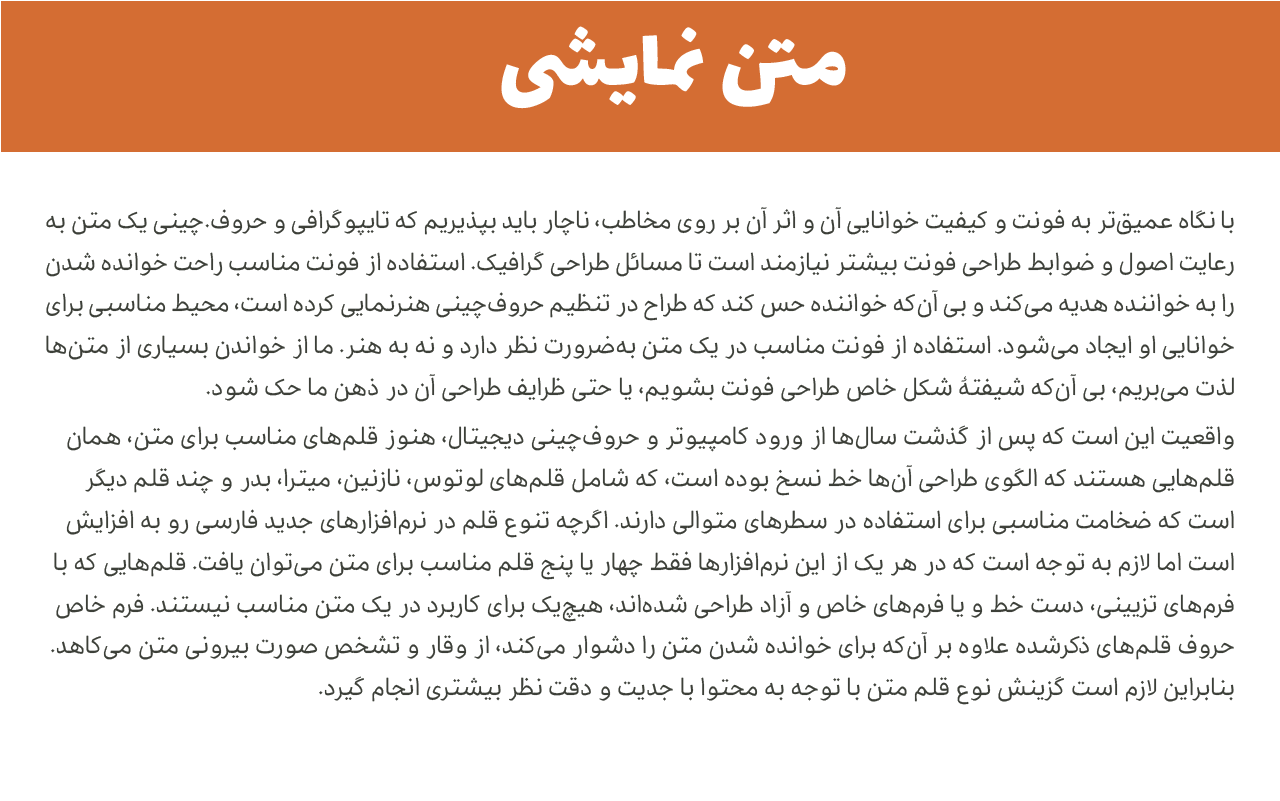 متن نمایشی
با نگاه عمیق‌تر به فونت و کیفیت خوانایی آن و اثر آن بر روی مخاطب، ناچار باید بپذیریم که تایپوگرافی و حروف.چینی یک متن به
رعایت اصول و ضوابط طراحی فونت بیشتر نیازمند است تا مسائل طراحی گرافیک. استفاده از فونت مناسب راحت خوانده شدن
را به خواننده هدیه می‌کند و بی آن‌که خواننده حس کند که طراح در تنظیم حروف‌چینی هنرنمایی کرده است، محیط مناسبی برای
خوانایی او ایجاد می‌شود. استفاده از فونت مناسب در یک متن به‌ضرورت نظر دارد و نه به هنر. ما از خواندن بسیاری از متن‌ها
لذت می‌بریم، بی آن‌که شیفتهٔ شکل خاص طراحی فونت بشویم، یا حتی ظرایف طراحی آن در ذهن ما حک شود.
واقعیت این است که پس از گذشت سال‌ها از ورود کامپیوتر و حروف‌چینی دیجیتال، هنوز قلم‌های مناسب برای متن، همان
قلم‌هایی هستند که الگوی طراحی آن‌ها خط نسخ بوده است، که شامل قلم‌های لوتوس، نازنین، میترا، بدر و چند قلم دیگر
است که ضخامت مناسبی برای استفاده در سطرهای متوالی دارند. اگرچه تنوع قلم در نرم‌افزارهای جدید فارسی رو به افزایش
است اما لازم به توجه است که در هر یک از این نرم‌افزارها فقط چهار یا پنج قلم مناسب برای متن می‌توان یافت. قلم‌هایی که با
فرم‌های تزیینی، دست خط و یا فرم‌های خاص و آزاد طراحی شده‌اند، هیچ‌یک برای کاربرد در یک متن مناسب نیستند. فرم خاص
حروف قلم‌های ذکرشده علاوه بر آن‌که برای خوانده شدن متن را دشوار می‌کند، از وقار و تشخص صورت بیرونی متن می‌کاهد.
بنابراین لازم است گزینش نوع قلم متن با توجه به محتوا با جدیت و دقت نظر بیشتری انجام گیرد.